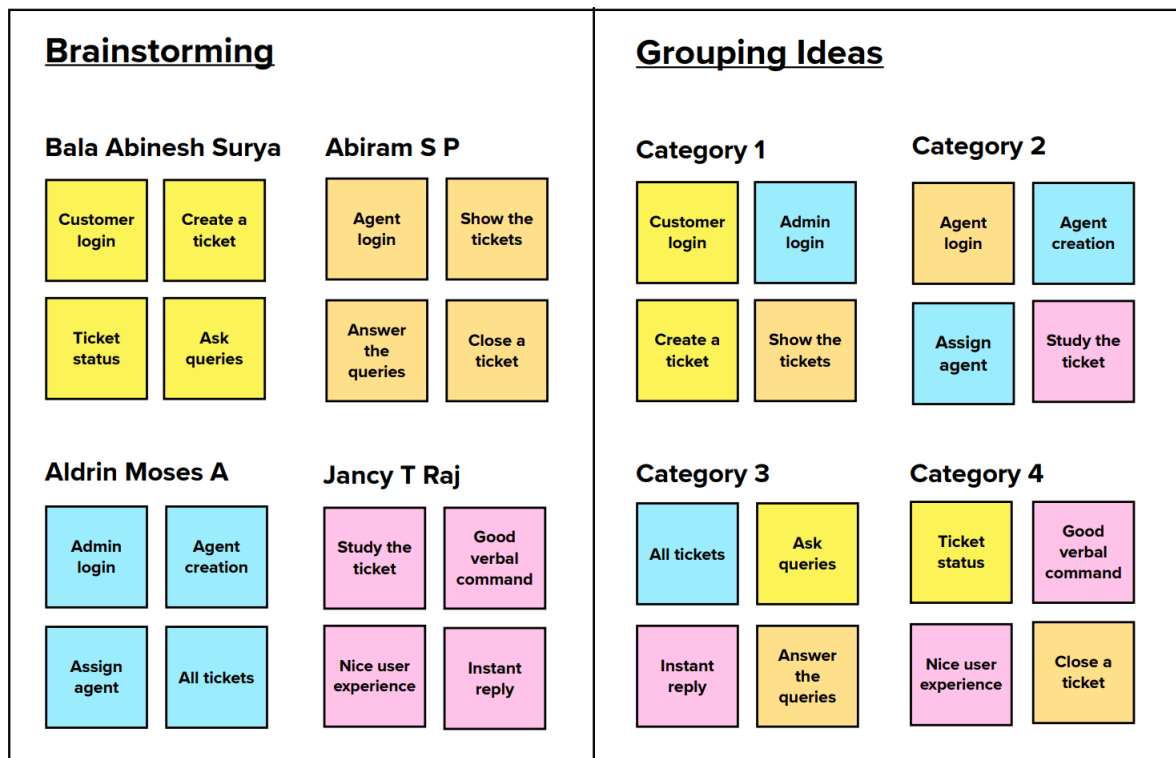 Brainstorming
Bala Abinesh Surya
Customer
login
Create a
ticket
Ticket
status
Ask
queries
Abiram S P
Agent
login
Show the
tickets
Answer
the
queries
Close a
ticket
Aldrin Moses A
Admin
login
Agent
creation
Assign
agent
All tickets
Jancy T Raj
Study the
ticket
Good
verbal
command
Nice user
experience
Instant
reply
Grouping Ideas
Category 1
Customer
login
Admin
login
Create a
ticket
Show the
tickets
Category 2
Agent
login
Agent
creation
Assign
agent
Study the
ticket
Category 3
All tickets
Ask
queries
Instant
reply
Answer
the
queries
Category 4
Ticket
status
Good
verbal
command
Nice user
experience
Close a
ticket